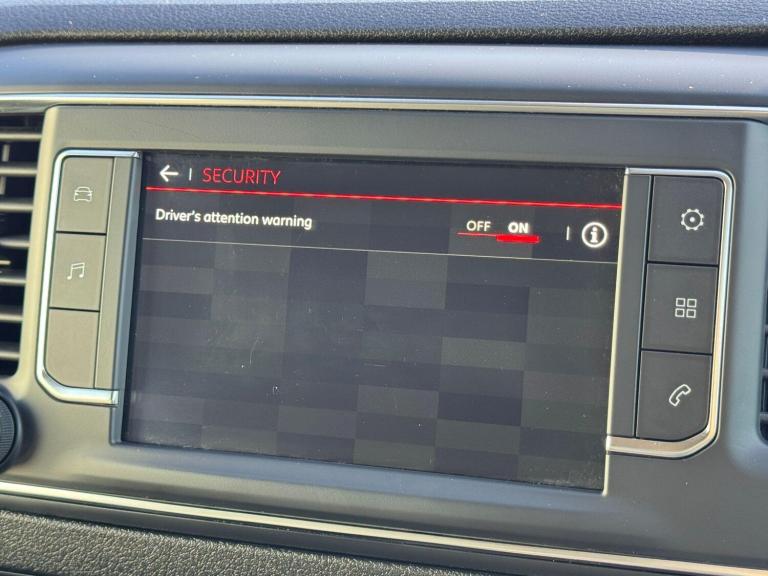 ← | SECURITY
Driver's attention warning OFF ON | i